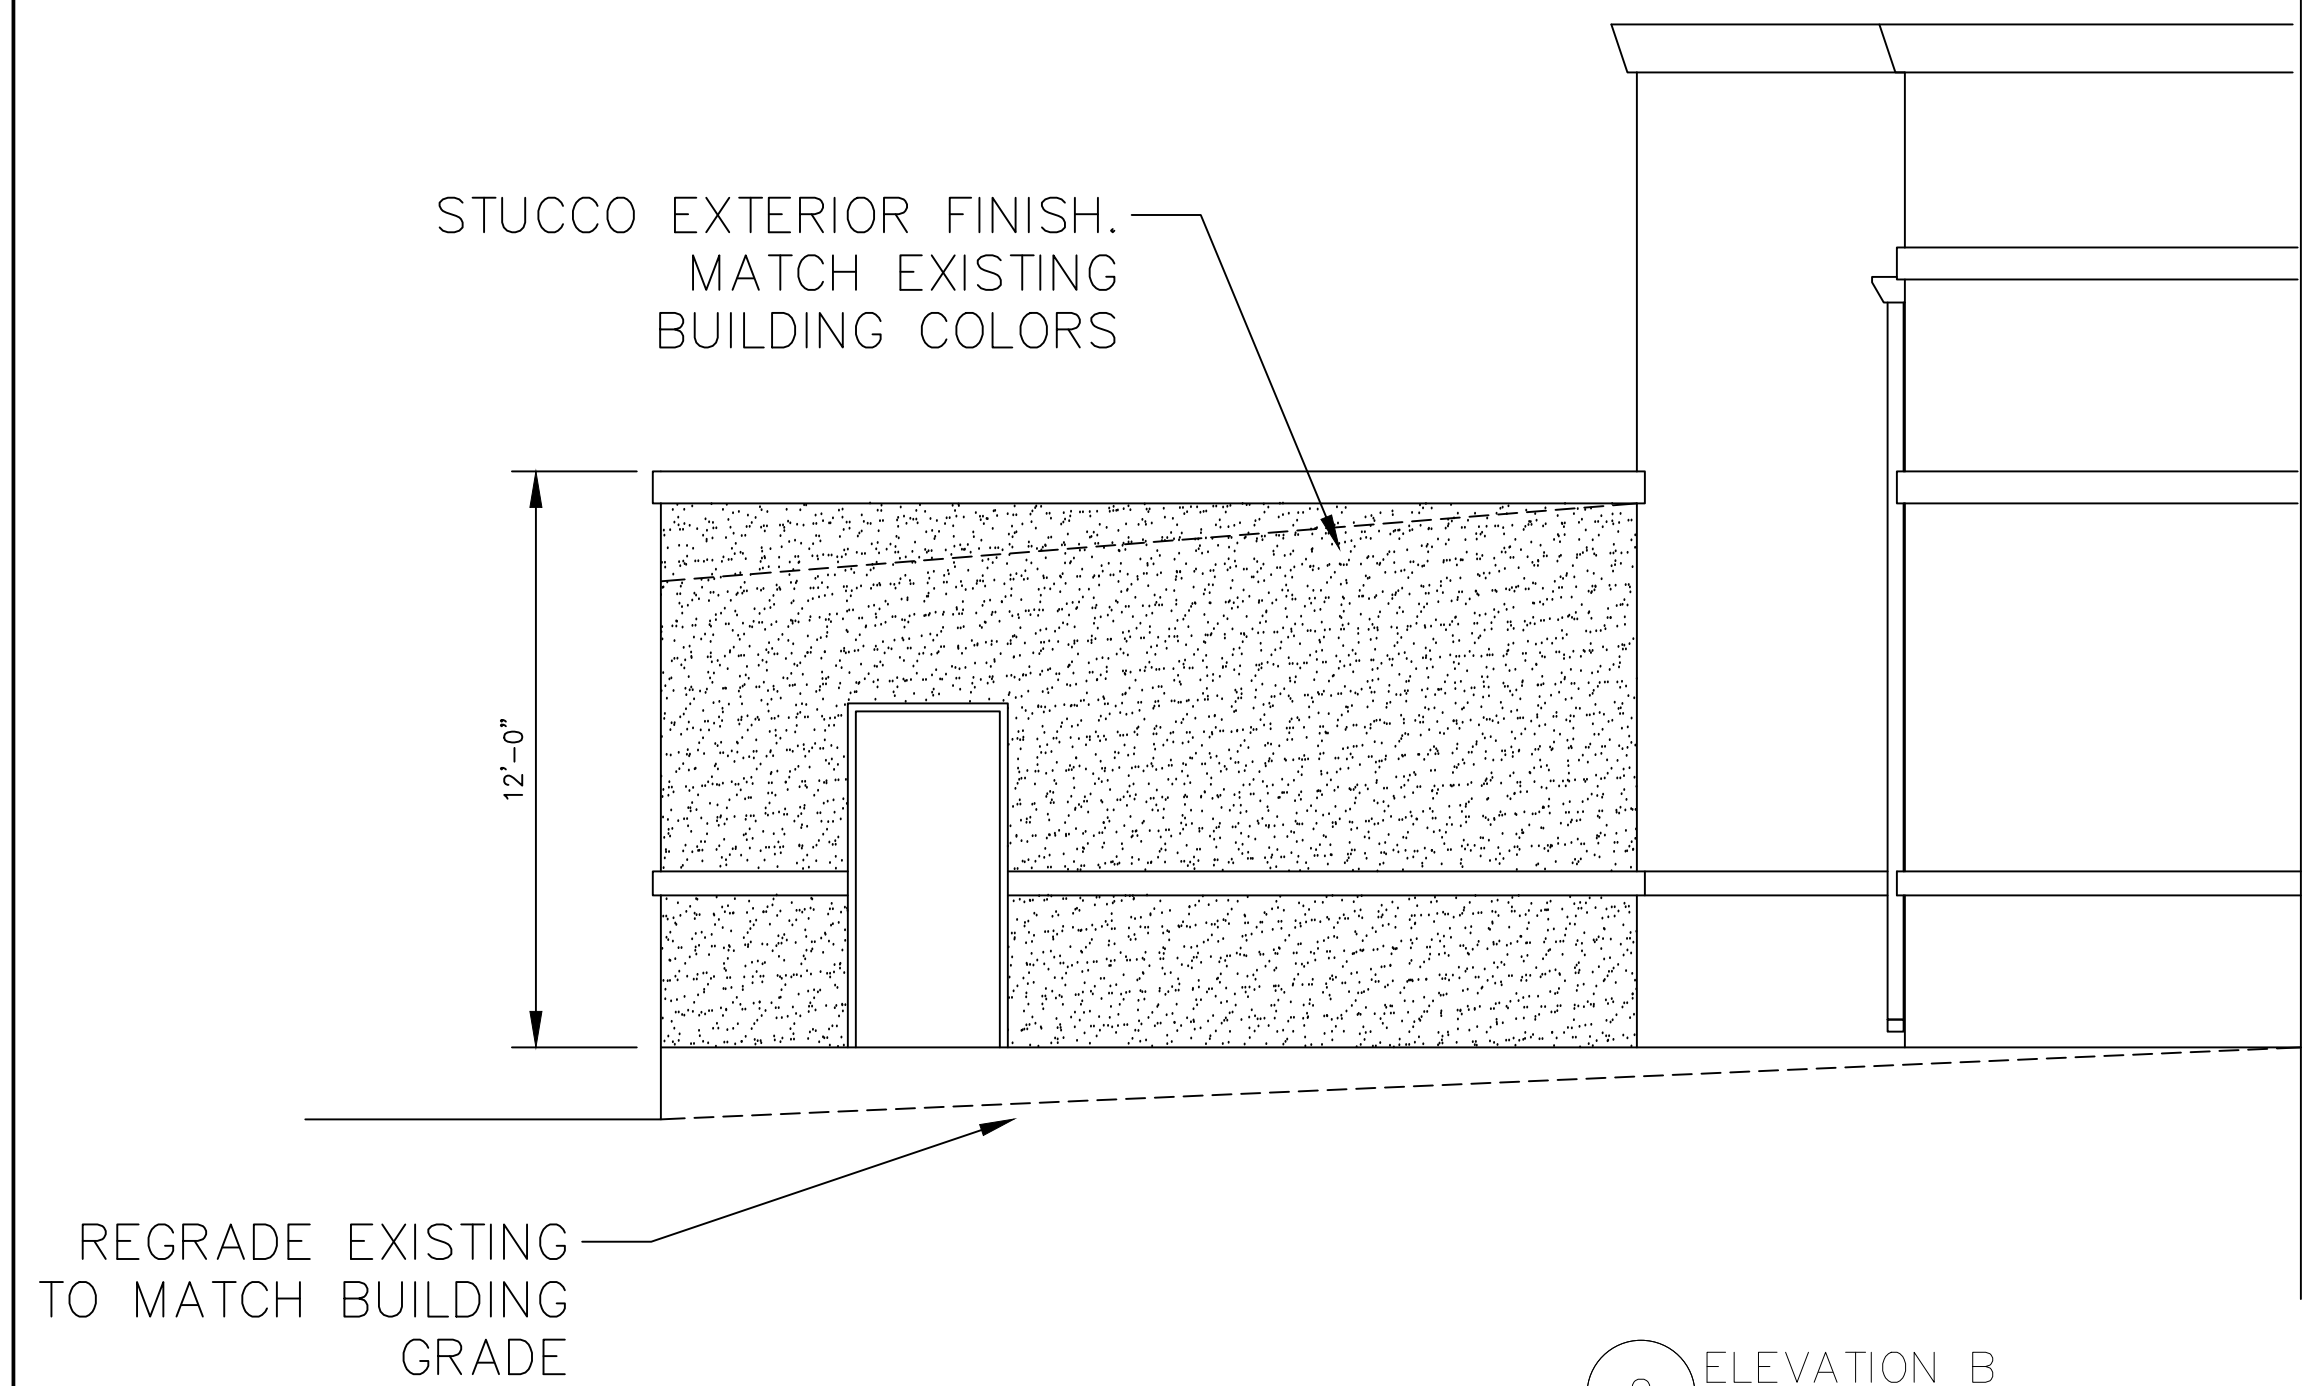 STUCCO EXTERIOR FINISH.
MATCH EXISTING
BUILDING COLORS
12'-0"
REGRADE EXISTING
TO MATCH BUILDING
GRADE
ELEVATION B